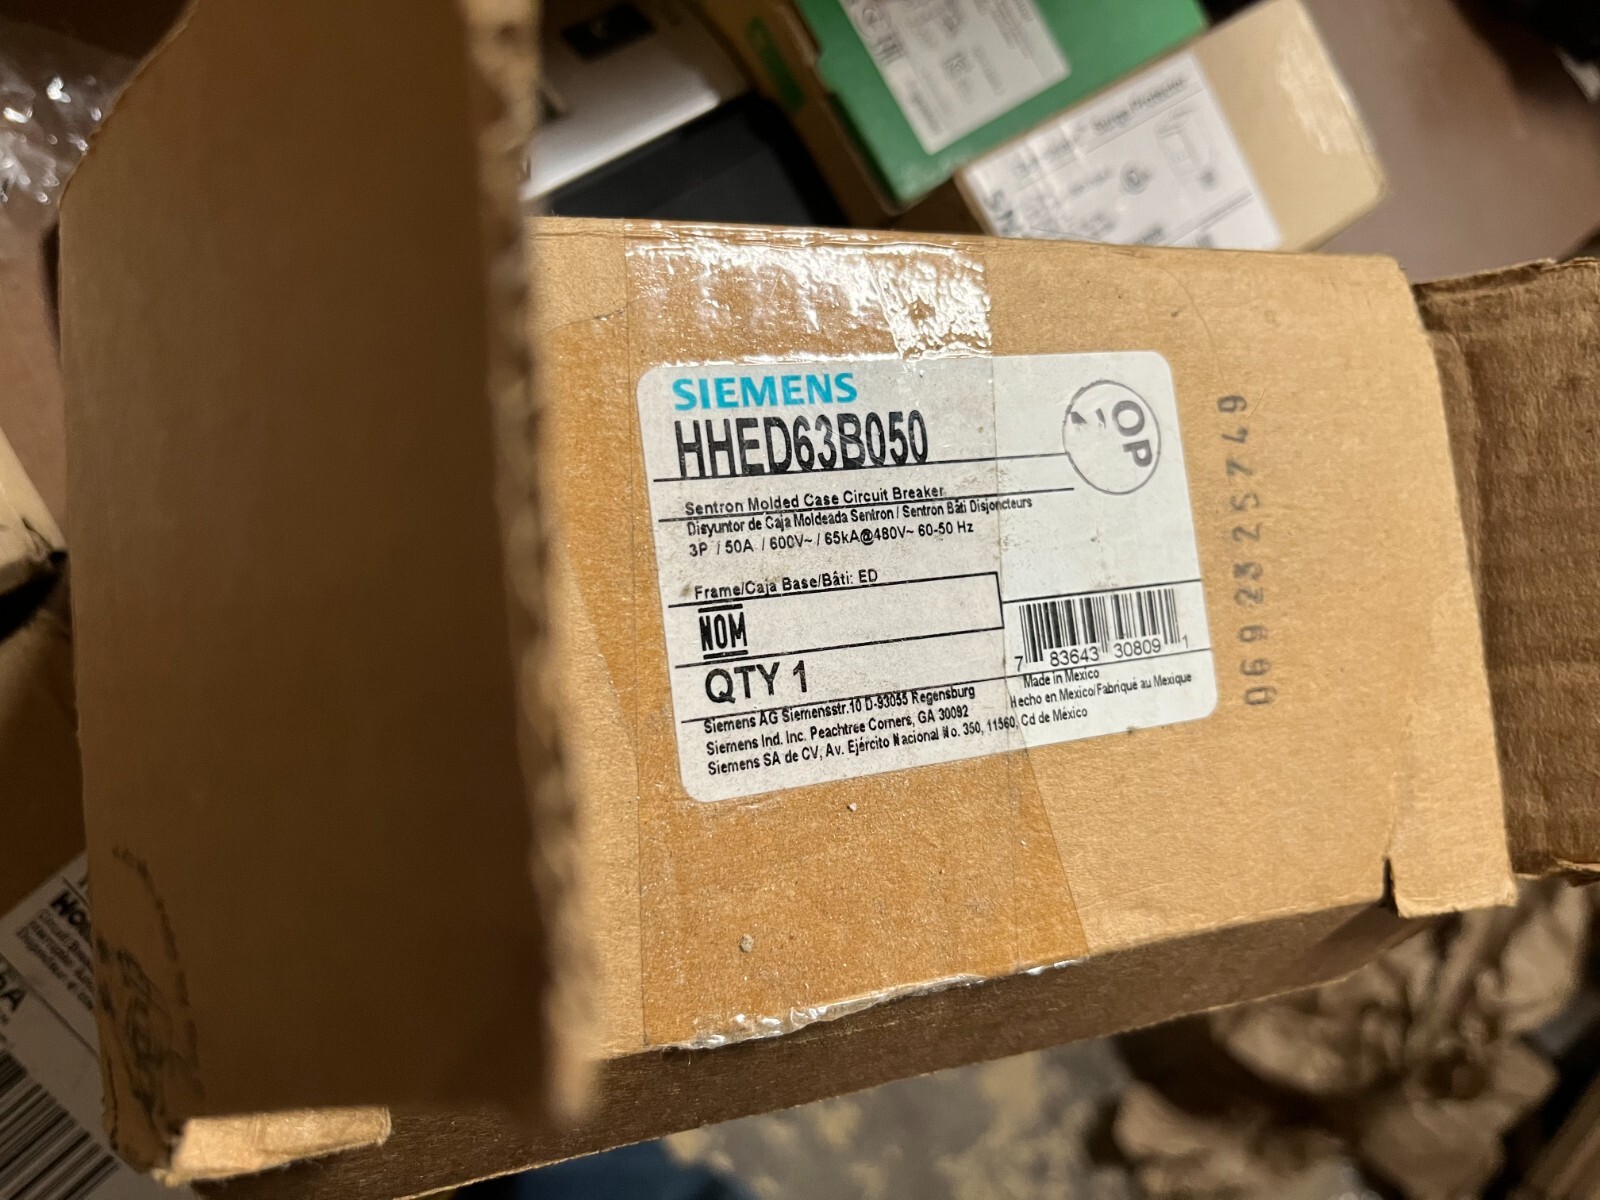 Surge Protector
SIEMENS
HHED63B050
OP
Sentron Molded Case Circuit Breaker
Disyuntor de Caja Moldeada Sentron / Sentron Bâti Disjoncteurs
3P / 50A / 600V~ / 65kA@480V~ 60-50 Hz
Frame/Caja Base/Bâti: ED
NOM
QTY 1
7 83643 30809 1
Made in Mexico
Hecho en Mexico/Fabriqué au Mexique
Siemens AG Siemensstr.10 D-93055 Regensburg
Siemens Ind. Inc. Peachtree Corners, GA 30092
Siemens SA de CV, Av. Ejército Nacional No. 350, 11560, Cd de México
0692325749